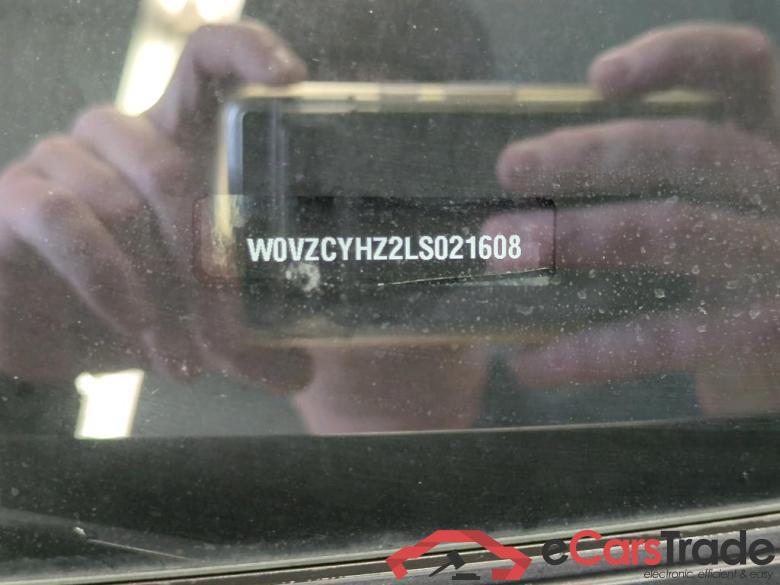 W0VZCYHZ2LS021608
eCarsTrade
electronic, efficient & easy